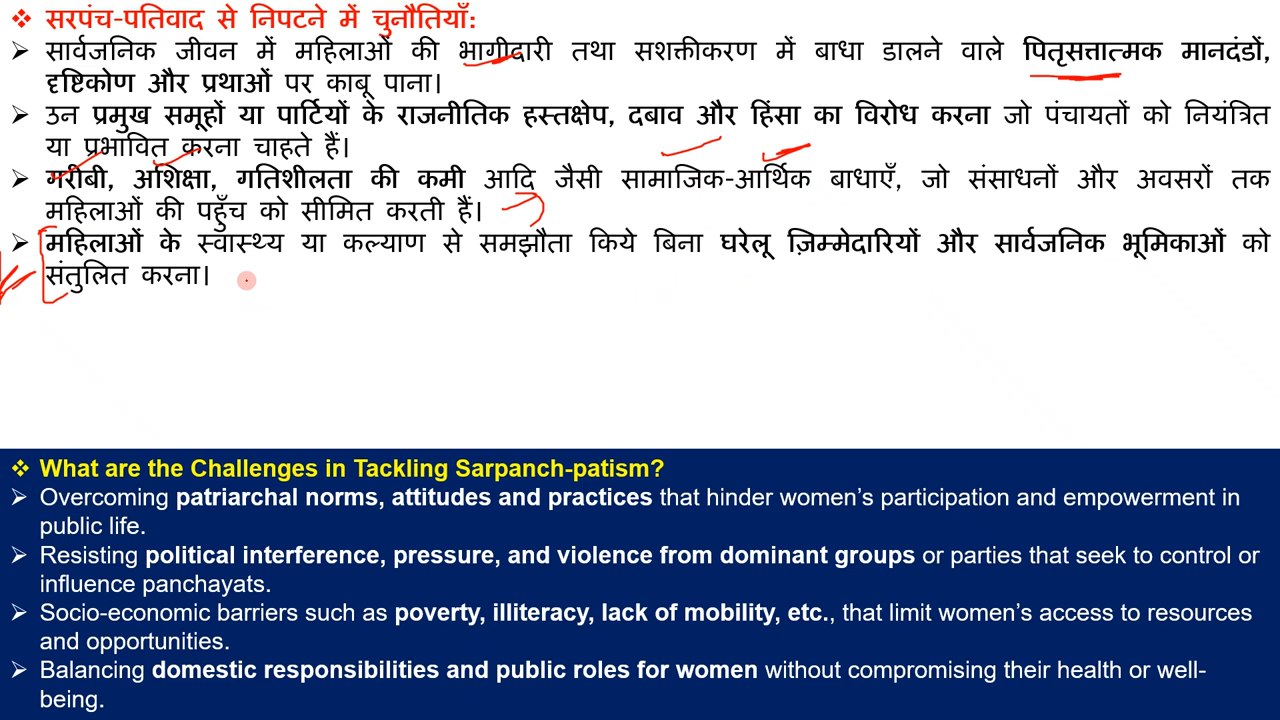 ❖ सरपंच-पतिवाद से निपटने में चुनौतियाँ:
➤ सार्वजनिक जीवन में महिलाओं की भागीदारी तथा सशक्तीकरण में बाधा डालने वाले पितृसत्तात्मक मानदंडों,
दृष्टिकोण और प्रथाओं पर काबू पाना।
➤ उन प्रमुख समूहों या पार्टियों के राजनीतिक हस्तक्षेप, दबाव और हिंसा का विरोध करना जो पंचायतों को नियंत्रित
या प्रभावित करना चाहते हैं।
➤ गरीबी, अशिक्षा, गतिशीलता की कमी आदि जैसी सामाजिक-आर्थिक बाधाएँ, जो संसाधनों और अवसरों तक
महिलाओं की पहुँच को सीमित करती हैं।
➤ महिलाओं के स्वास्थ्य या कल्याण से समझौता किये बिना घरेलू ज़िम्मेदारियों और सार्वजनिक भूमिकाओं को
संतुलित करना।
❖ What are the Challenges in Tackling Sarpanch-patism?
➤ Overcoming patriarchal norms, attitudes and practices that hinder women’s participation and empowerment in
public life.
➤ Resisting political interference, pressure, and violence from dominant groups or parties that seek to control or
influence panchayats.
➤ Socio-economic barriers such as poverty, illiteracy, lack of mobility, etc., that limit women’s access to resources
and opportunities.
➤ Balancing domestic responsibilities and public roles for women without compromising their health or well-
being.